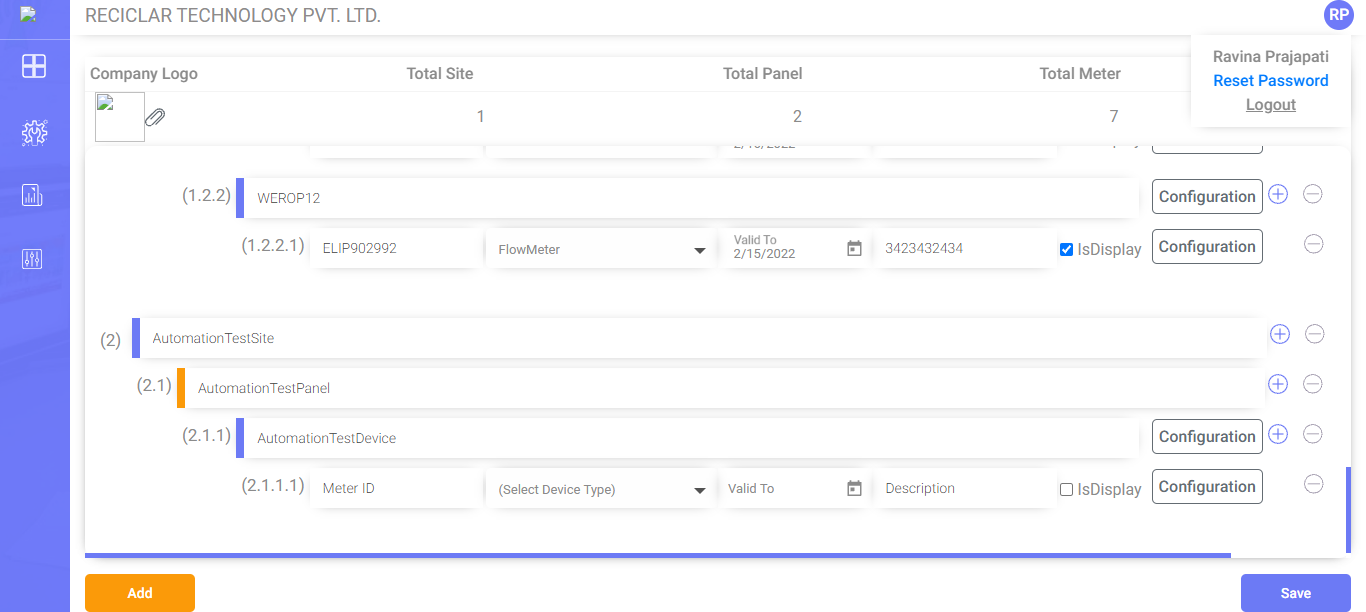 RECICLAR TECHNOLOGY PVT. LTD.
RP
Ravina Prajapati
Reset Password
Logout
Company Logo Total Site Total Panel Total Meter
1 2 7
(1.2.2) WEROP12 Configuration
(1.2.2.1) ELIP902992 FlowMeter Valid To 2/15/2022 3423432434 IsDisplay Configuration
(2) AutomationTestSite
(2.1) AutomationTestPanel
(2.1.1) AutomationTestDevice Configuration
(2.1.1.1) Meter ID (Select Device Type) Valid To Description IsDisplay Configuration
Add Save